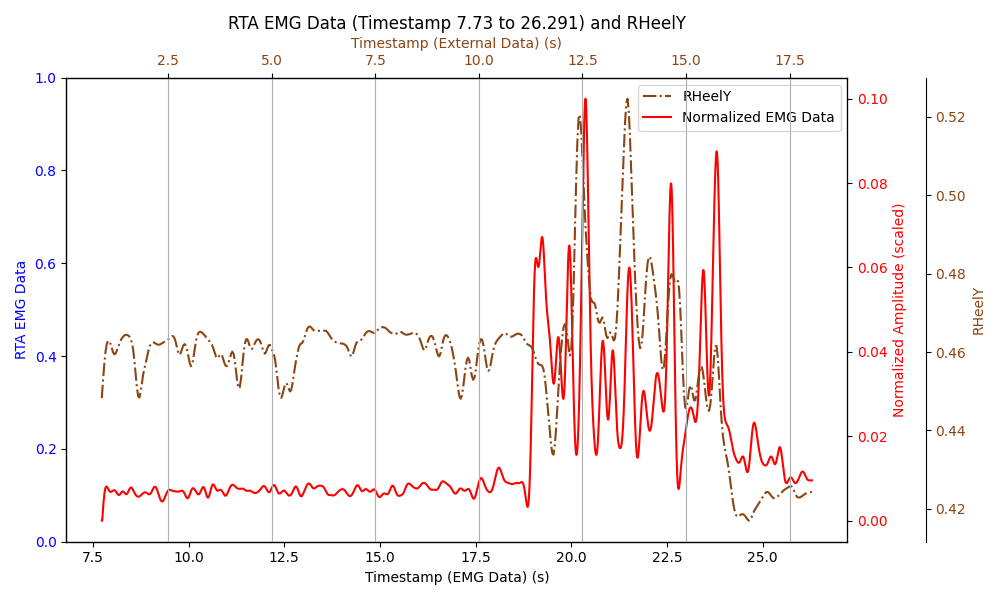 RTA EMG Data (Timestamp 7.73 to 26.291) and RHeelY
Timestamp (External Data) (s)
2.5 5.0 7.5 10.0 12.5 15.0 17.5
RHeelY
Normalized EMG Data
RTA EMG Data
1.0
0.8
0.6
0.4
0.2
0.0
Normalized Amplitude (scaled)
0.10
0.08
0.06
0.04
0.02
0.00
RHeelY
0.52
0.50
0.48
0.46
0.44
0.42
7.5 10.0 12.5 15.0 17.5 20.0 22.5 25.0
Timestamp (EMG Data) (s)